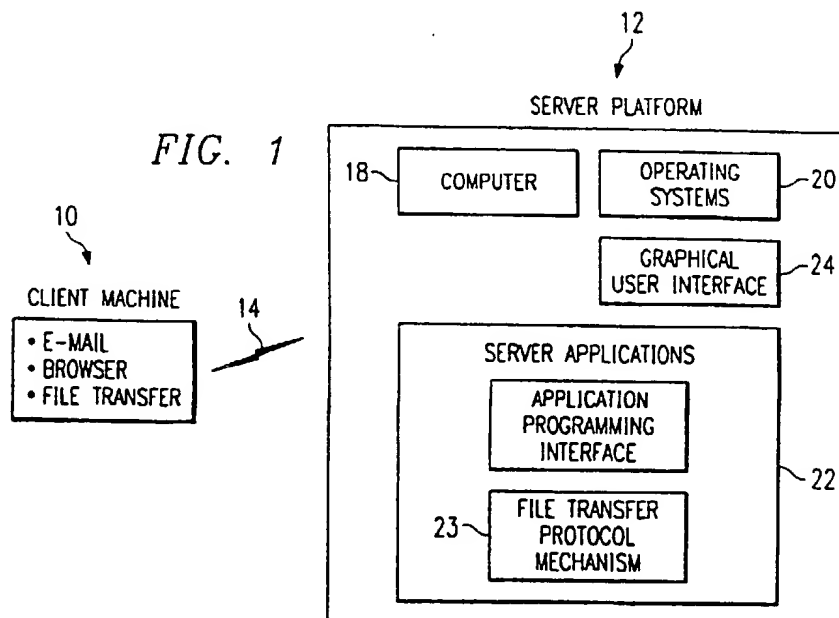 12
SERVER PLATFORM
FIG. 1
18
COMPUTER
OPERATING
SYSTEMS
20
10
GRAPHICAL
USER INTERFACE
24
CLIENT MACHINE
• E-MAIL
• BROWSER
• FILE TRANSFER
14
SERVER APPLICATIONS
APPLICATION
PROGRAMMING
INTERFACE
22
23
FILE TRANSFER
PROTOCOL
MECHANISM